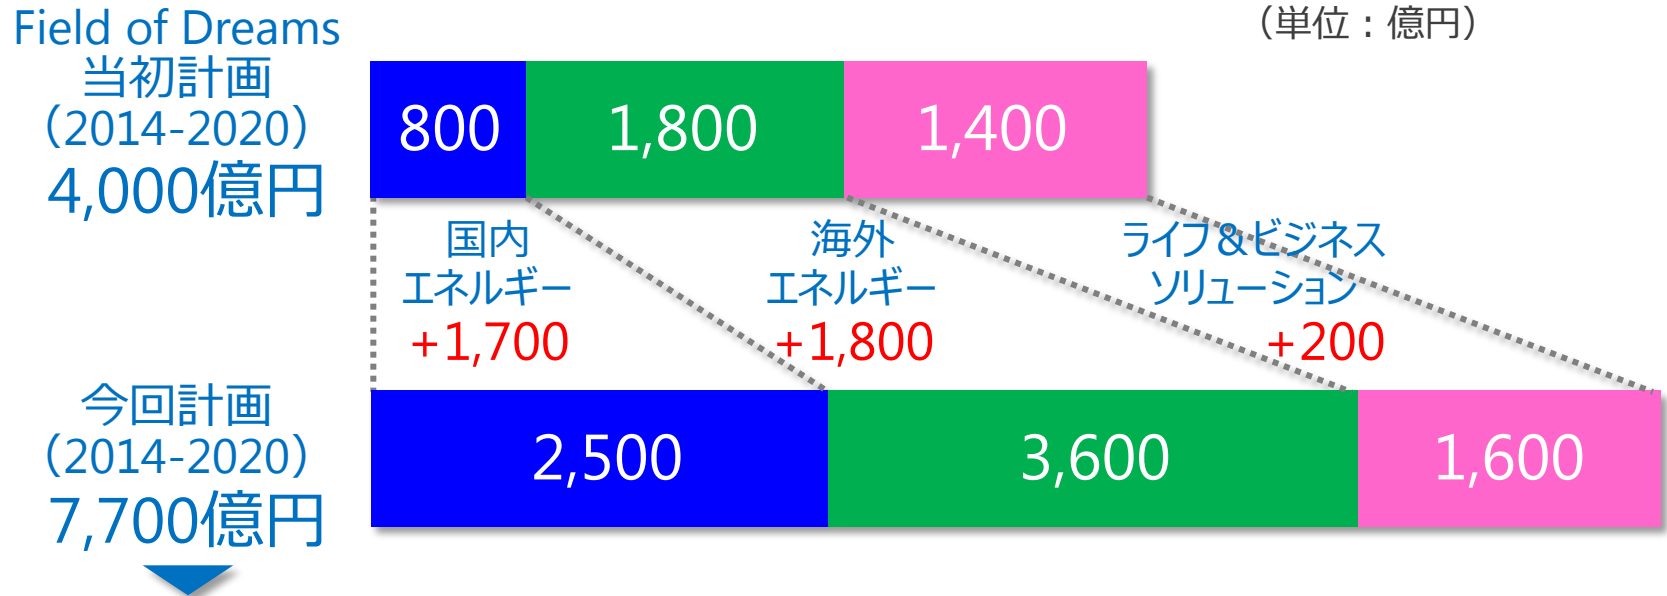 Field of Dreams
当初計画
（2014-2020）
4,000億円
（単位：億円）
800
1,800
1,400
国内
エネルギー
+1,700
海外
エネルギー
+1,800
ライフ&ビジネス
ソリューション
+200
今回計画
（2014-2020）
7,700億円
2,500
3,600
1,600